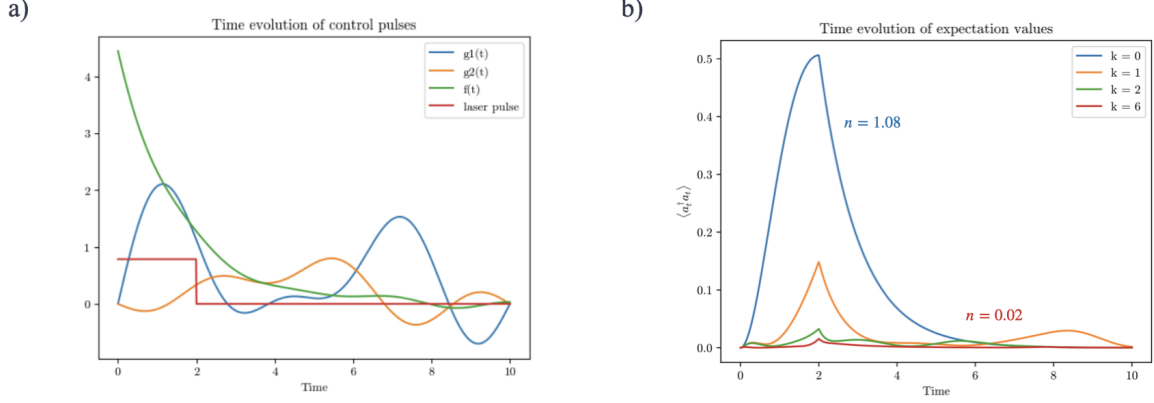 a)
Time evolution of control pulses
g1(t)
g2(t)
f(t)
laser pulse
4
3
2
1
0
0 2 4 6 8 10
Time
b)
Time evolution of expectation values
k = 0
k = 1
k = 2
k = 6
n = 1.08
n = 0.02
⟨a†ₜaₜ⟩
0.5
0.4
0.3
0.2
0.1
0.0
0 2 4 6 8 10
Time